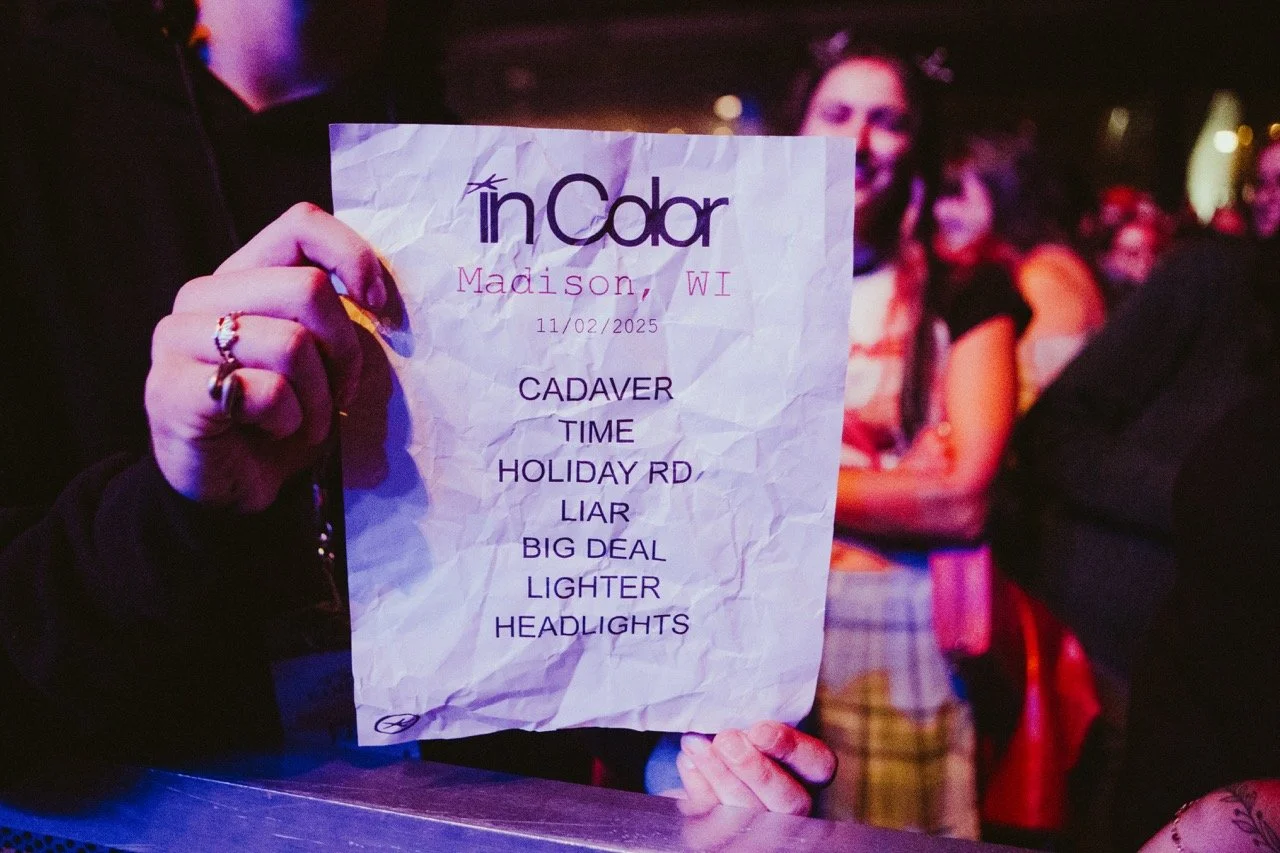 in Color
Madison, WI
11/02/2025
CADAVER
TIME
HOLIDAY RD
LIAR
BIG DEAL
LIGHTER
HEADLIGHTS